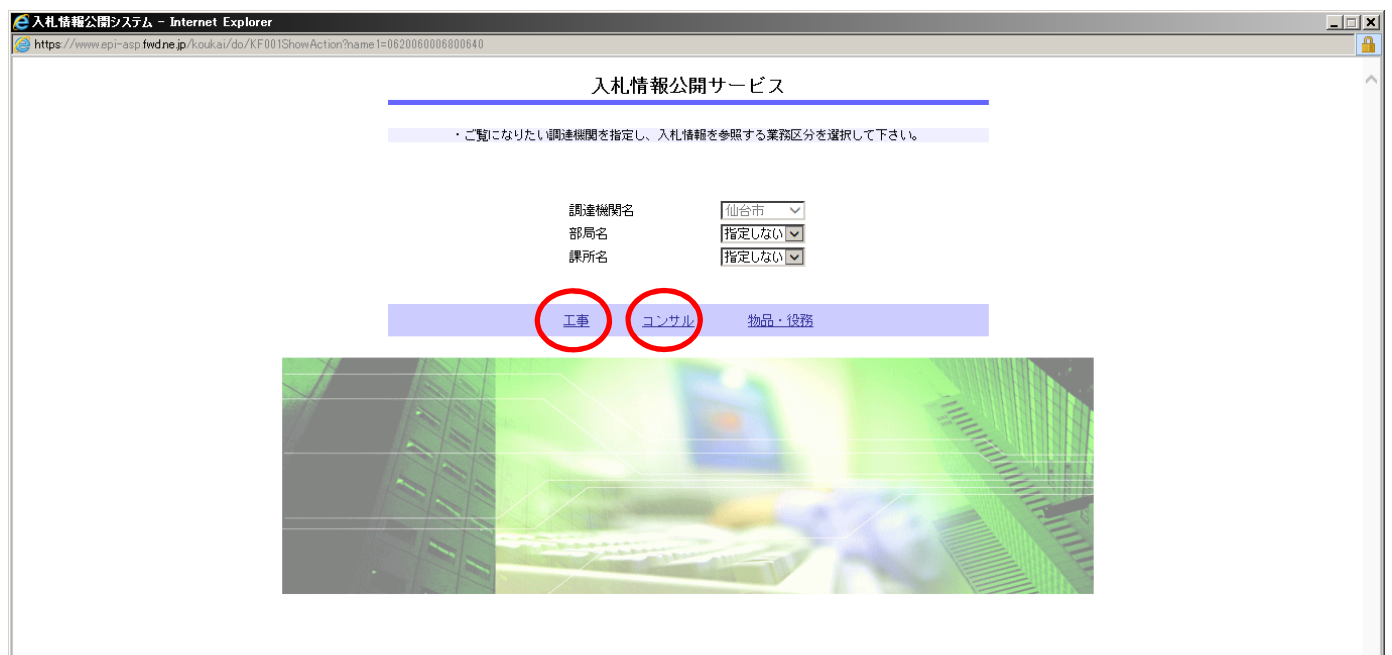 入札情報公開システム - Internet Explorer
https://www.epi-asp.fwd.ne.jp/koukai/do/KF001ShowAction?name1=0620060006800640
入札情報公開サービス
・ご覧になりたい調達機関を指定し、入札情報を参照する業務区分を選択して下さい。
調達機関名 仙台市
部局名 指定しない
課所名 指定しない
工事 コンサル 物品・役務